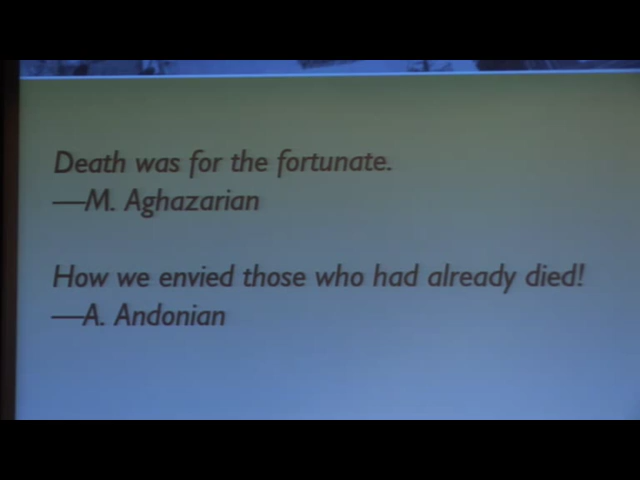 Death was for the fortunate.
—M. Aghazarian
How we envied those who had already died!
—A. Andonian